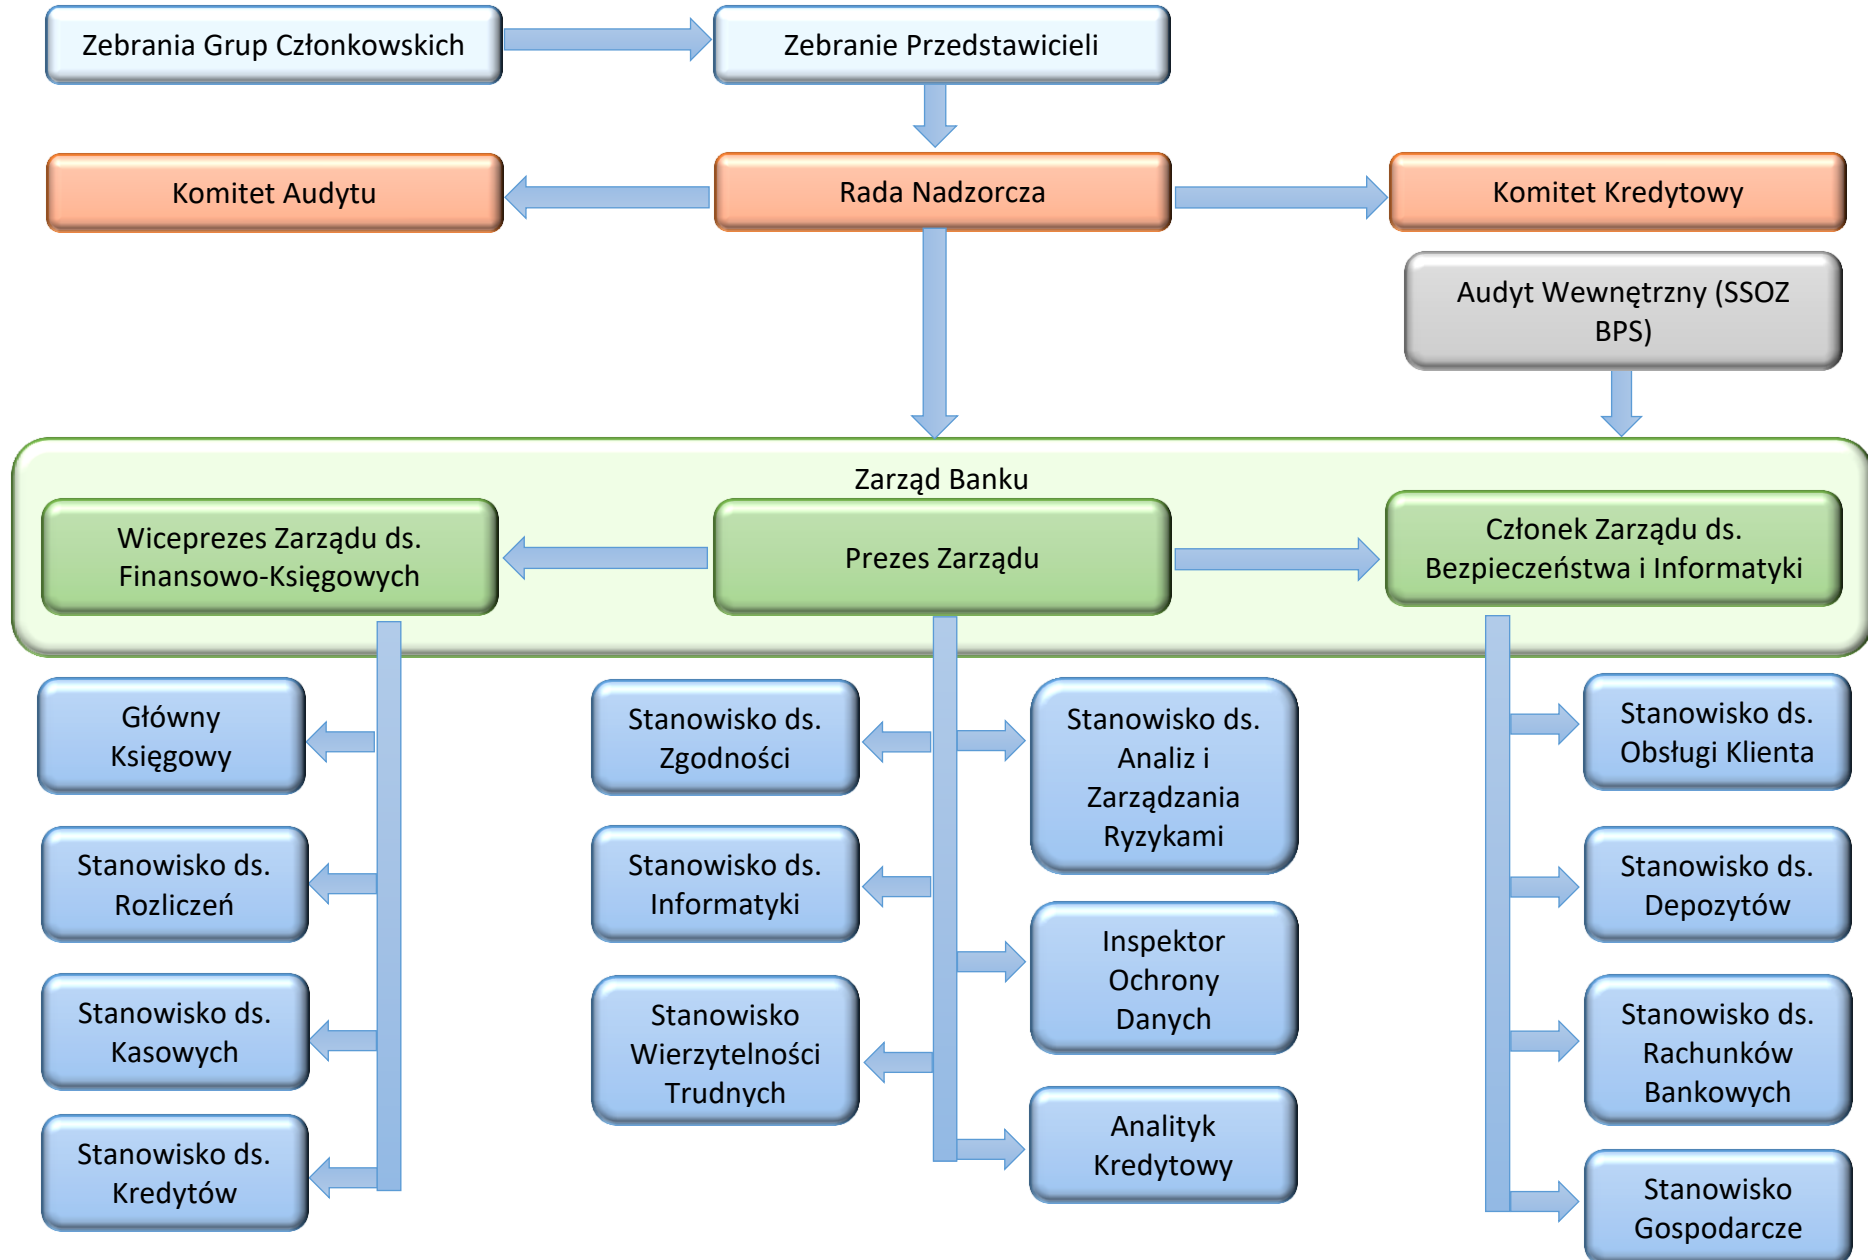 Zebrania Grup Członkowskich
Zebranie Przedstawicieli
Komitet Audytu
Rada Nadzorcza
Komitet Kredytowy
Audyt Wewnętrzny (SSOZ
BPS)
Zarząd Banku
Wiceprezes Zarządu ds.
Finansowo-Księgowych
Prezes Zarządu
Członek Zarządu ds.
Bezpieczeństwa i Informatyki
Główny
Księgowy
Stanowisko ds.
Rozliczeń
Stanowisko ds.
Kasowych
Stanowisko ds.
Kredytów
Stanowisko ds.
Zgodności
Stanowisko ds.
Informatyki
Stanowisko
Wierzytelności
Trudnych
Stanowisko ds.
Analiz i
Zarządzania
Ryzykami
Inspektor
Ochrony
Danych
Analityk
Kredytowy
Stanowisko ds.
Obsługi Klienta
Stanowisko ds.
Depozytów
Stanowisko ds.
Rachunków
Bankowych
Stanowisko
Gospodarcze